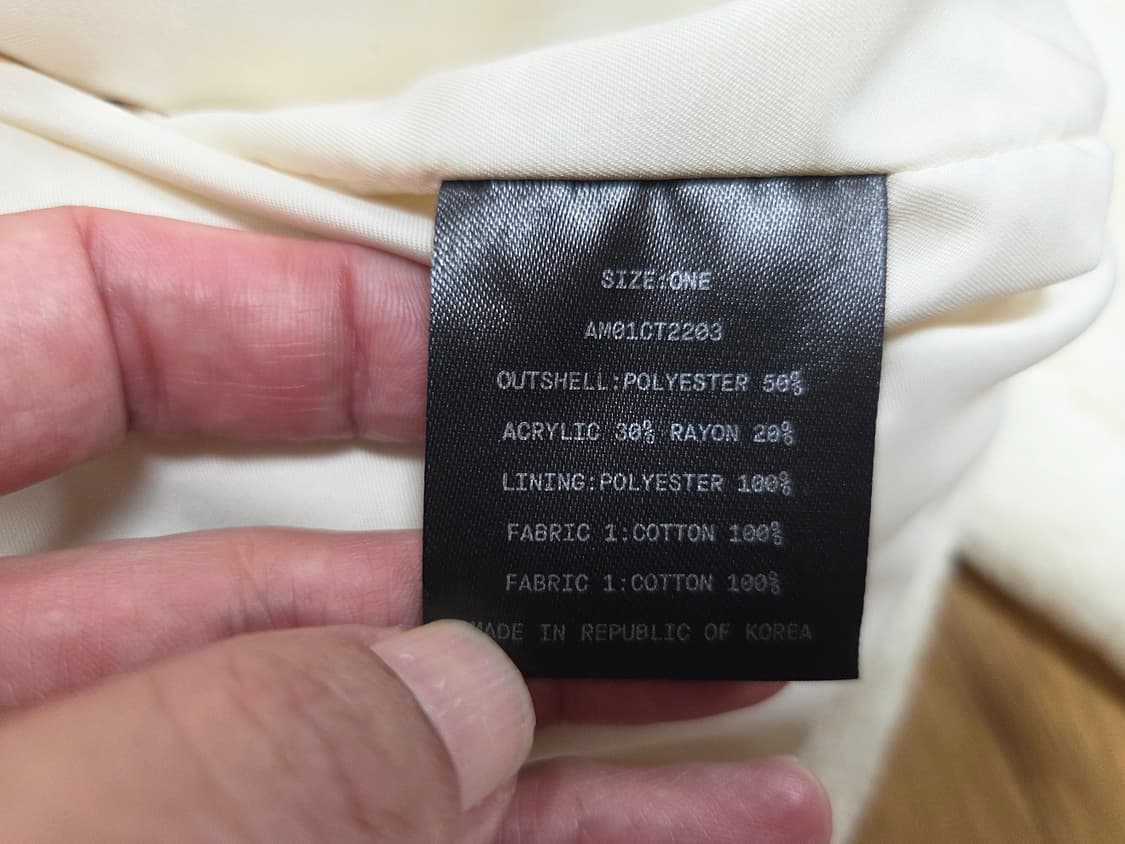 SIZE:ONE
AM01CT2203
OUTSHELL:POLYESTER 50%
ACRYLIC 30% RAYON 20%
LINING:POLYESTER 100%
FABRIC 1:COTTON 100%
FABRIC 1:COTTON 100%
MADE IN REPUBLIC OF KOREA